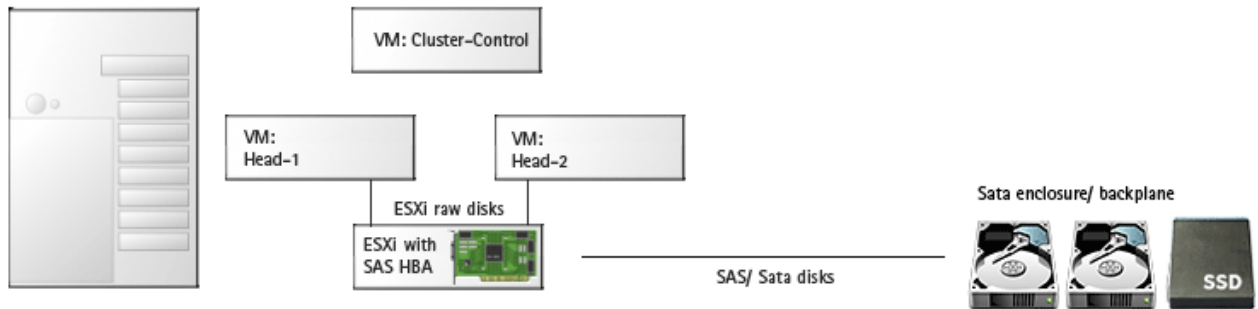 VM: Cluster-Control
VM:
Head-1
VM:
Head-2
ESXi raw disks
ESXi with
SAS HBA
SAS/ Sata disks
Sata enclosure/ backplane
SSD